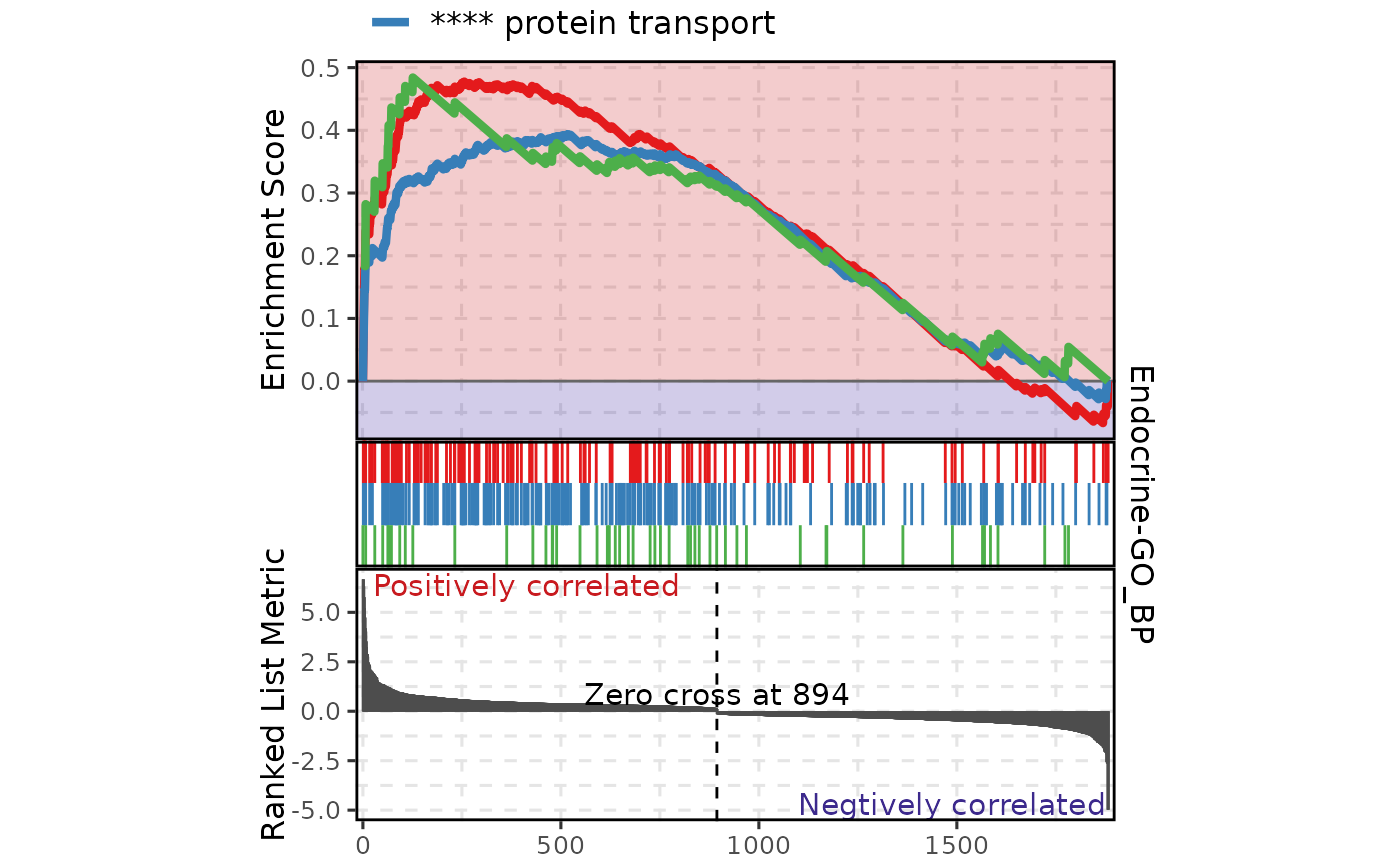 **** protein transport
Enrichment Score
0.5
0.4
0.3
0.2
0.1
0.0
Endocrine-GO_BP
Ranked List Metric
5.0
2.5
0.0
-2.5
-5.0
Positively correlated
Zero cross at 894
Negtively correlated
0
500
1000
1500